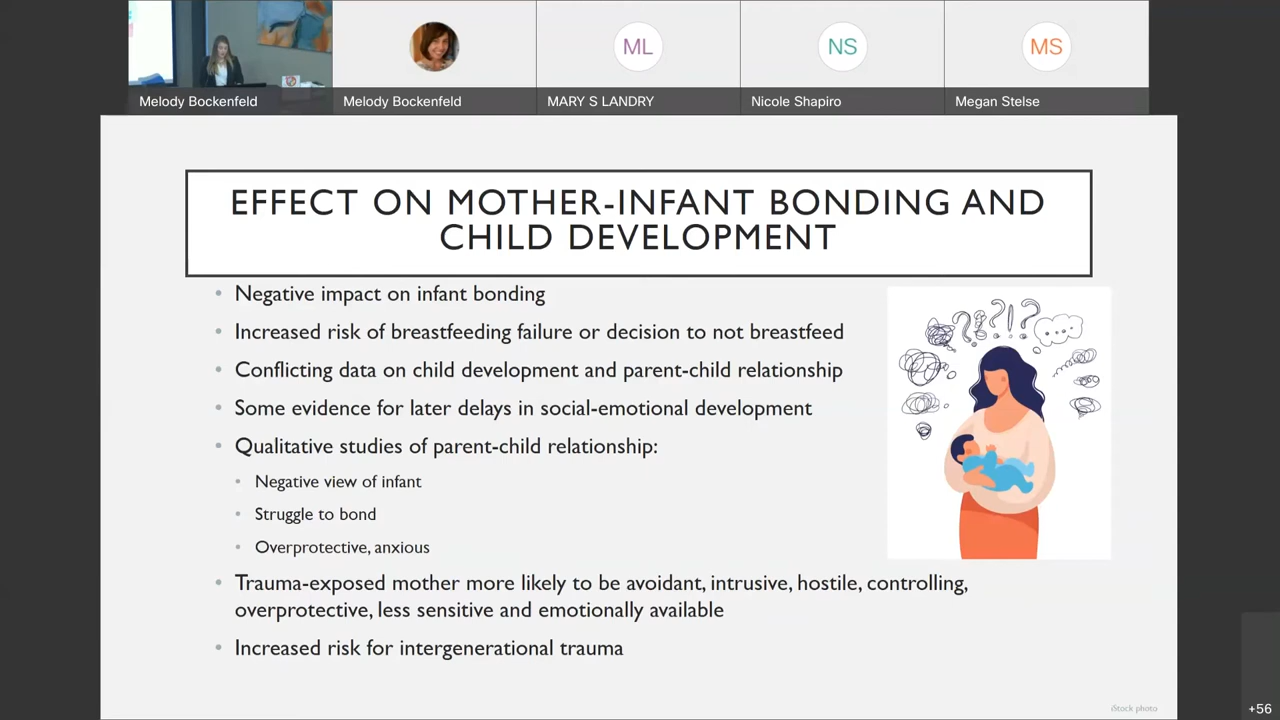 Melody Bockenfeld
Melody Bockenfeld
ML
MARY S LANDRY
NS
Nicole Shapiro
MS
Megan Stelse
EFFECT ON MOTHER-INFANT BONDING AND
CHILD DEVELOPMENT
• Negative impact on infant bonding
• Increased risk of breastfeeding failure or decision to not breastfeed
• Conflicting data on child development and parent-child relationship
• Some evidence for later delays in social-emotional development
• Qualitative studies of parent-child relationship:
• Negative view of infant
• Struggle to bond
• Overprotective, anxious
• Trauma-exposed mother more likely to be avoidant, intrusive, hostile, controlling,
overprotective, less sensitive and emotionally available
• Increased risk for intergenerational trauma
?!?!?
iStock photo
+56